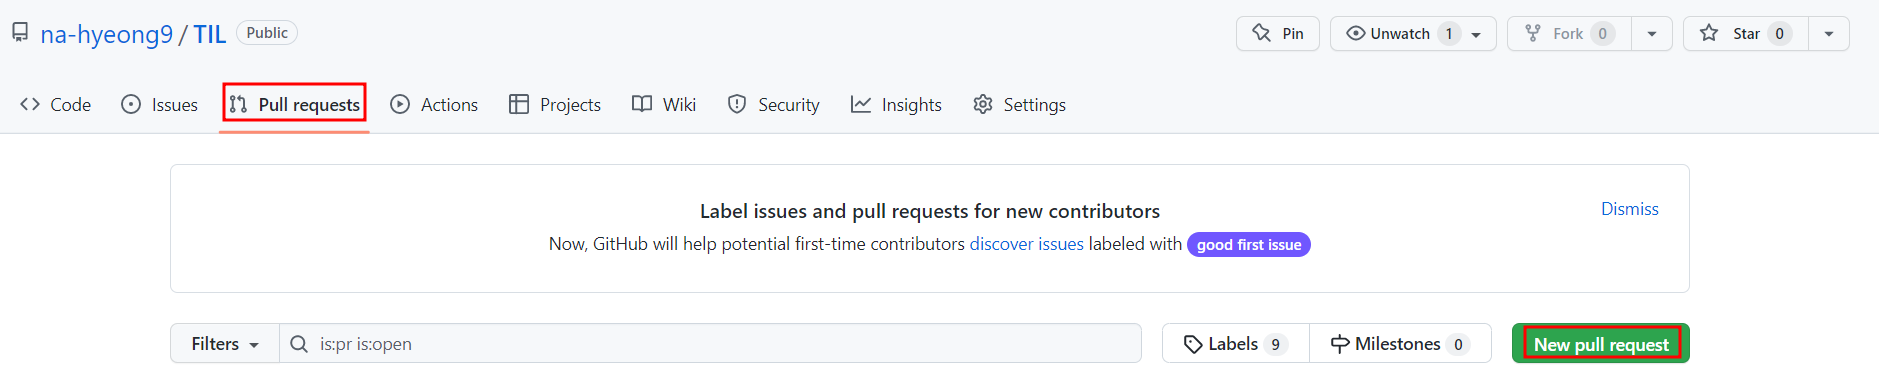 na-hyeong9 / TIL Public Pin Unwatch 1 Fork 0 Star 0
Code Issues Pull requests Actions Projects Wiki Security Insights Settings
Label issues and pull requests for new contributors
Dismiss
Now, GitHub will help potential first-time contributors discover issues labeled with good first issue
Filters is:pr is:open Labels 9 Milestones 0 New pull request